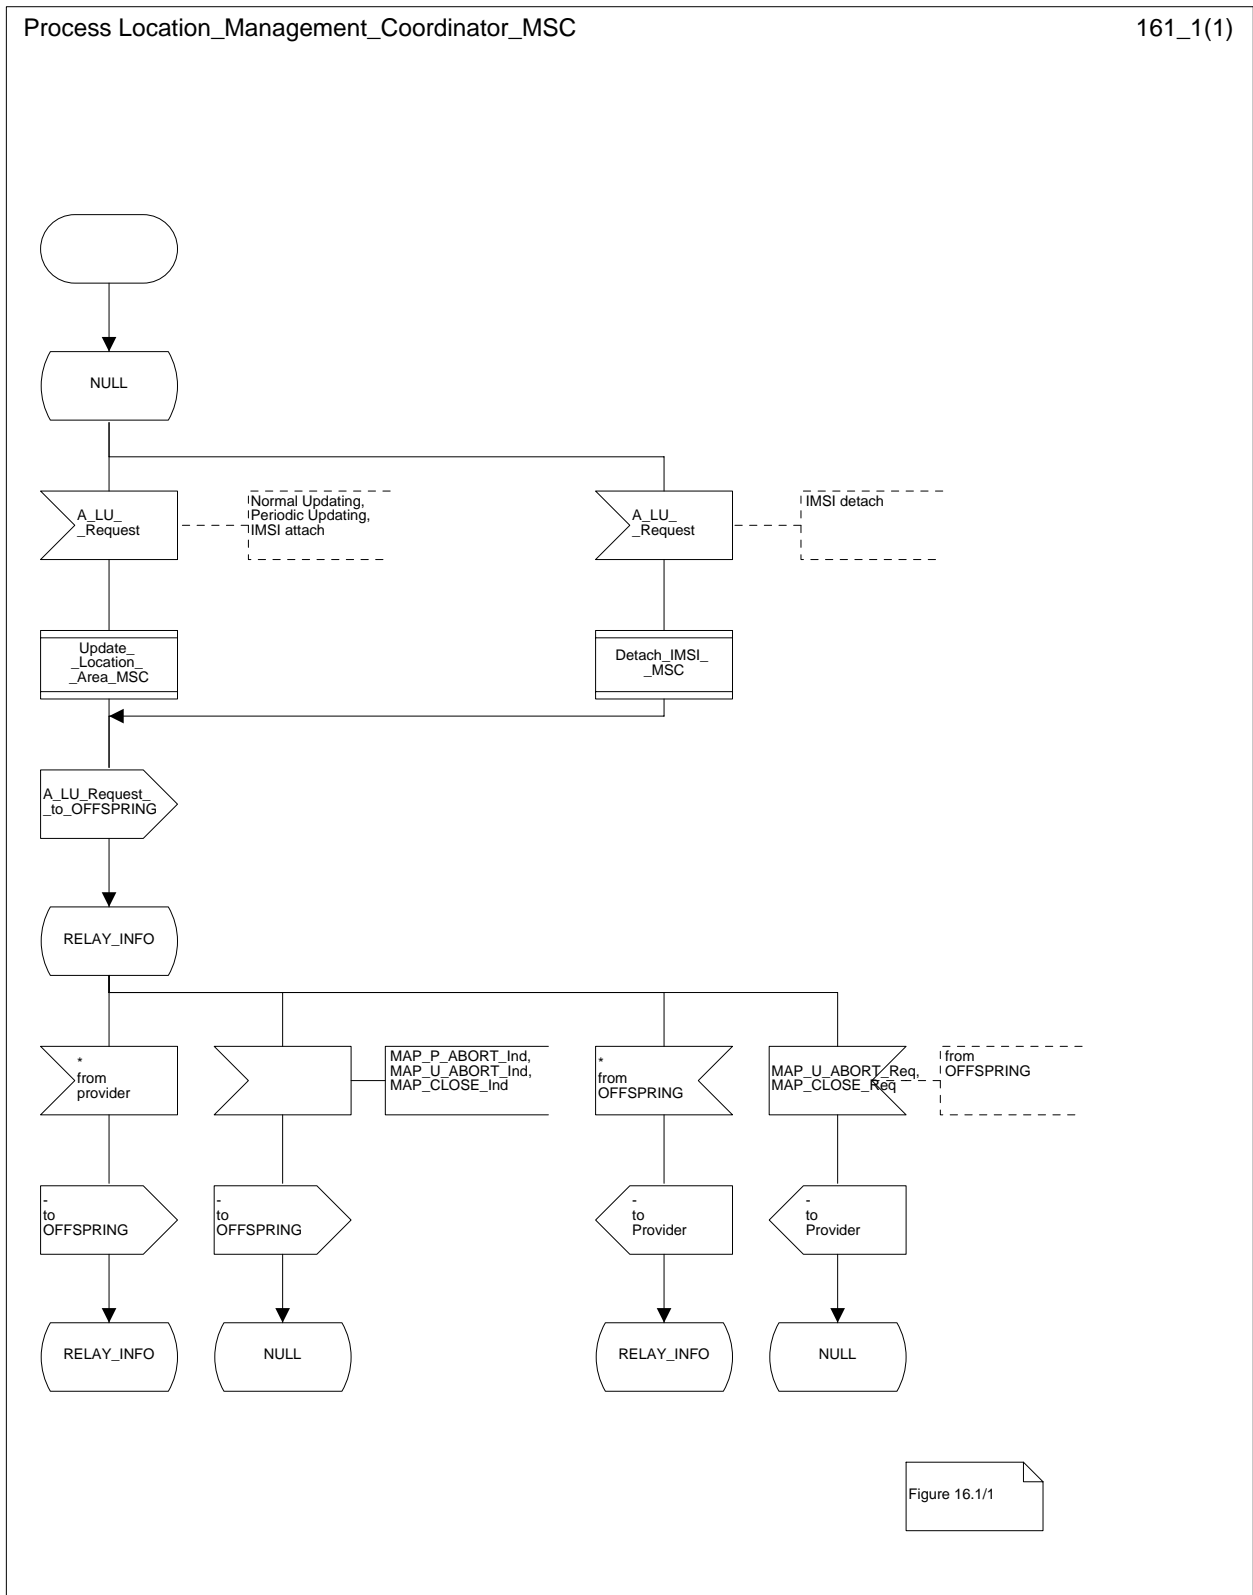 Process Location_Management_Coordinator_MSC
161_1(1)
NULL
A_LU_
_Request
Normal Updating,
Periodic Updating,
IMSI attach
A_LU_
_Request
IMSI detach
Update_
_Location_
_Area_MSC
Detach_IMSI_
_MSC
A_LU_Request_
_to_OFFSPRING
RELAY_INFO
*
from
provider
MAP_P_ABORT_Ind,
MAP_U_ABORT_Ind,
MAP_CLOSE_Ind
*
from
OFFSPRING
MAP_U_ABORT_Req,
MAP_CLOSE_Req
from
OFFSPRING
-
to
OFFSPRING
-
to
OFFSPRING
-
to
Provider
-
to
Provider
RELAY_INFO
NULL
RELAY_INFO
NULL
Figure 16.1/1